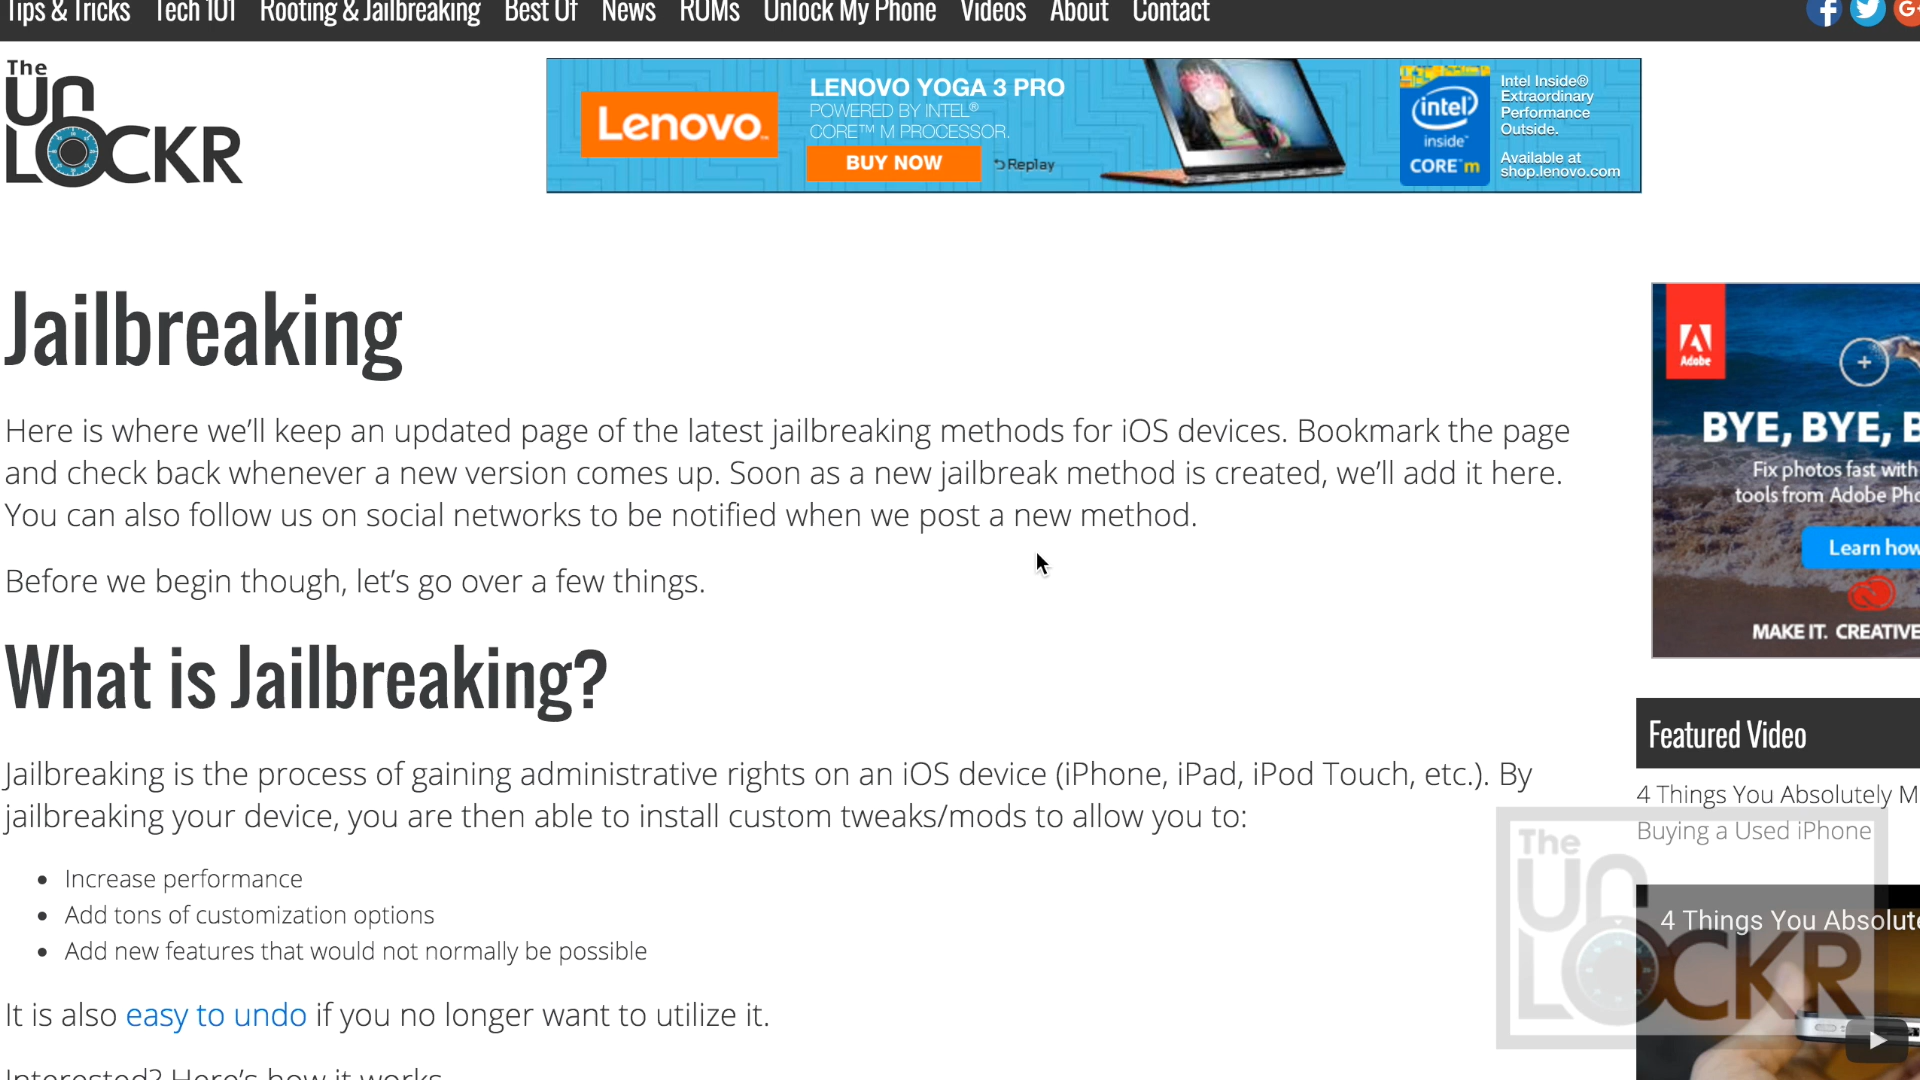 Tips & Tricks Tech 101 Rooting & Jailbreaking Best Of News ROMs Unlock My Phone Videos About Contact
The
UN
LOCKR
Lenovo
LENOVO YOGA 3 PRO
POWERED BY INTEL®
CORE™ M PROCESSOR.
BUY NOW
Replay
intel
inside™
CORE™ m
Intel Inside®
Extraordinary
Performance
Outside.
Available at
shop.lenovo.com
Jailbreaking
Here is where we’ll keep an updated page of the latest jailbreaking methods for iOS devices. Bookmark the page
and check back whenever a new version comes up. Soon as a new jailbreak method is created, we’ll add it here.
You can also follow us on social networks to be notified when we post a new method.
Before we begin though, let’s go over a few things.
What is Jailbreaking?
Jailbreaking is the process of gaining administrative rights on an iOS device (iPhone, iPad, iPod Touch, etc.). By
jailbreaking your device, you are then able to install custom tweaks/mods to allow you to:
• Increase performance
• Add tons of customization options
• Add new features that would not normally be possible
It is also easy to undo if you no longer want to utilize it.
Interested? Here’s how it works
Adobe
BYE, BYE, B
Fix photos fast with
tools from Adobe Pho
Learn how
MAKE IT. CREATIVE
Featured Video
4 Things You Absolutely M
Buying a Used iPhone
4 Things You Absolute
The
UN
LOCKR